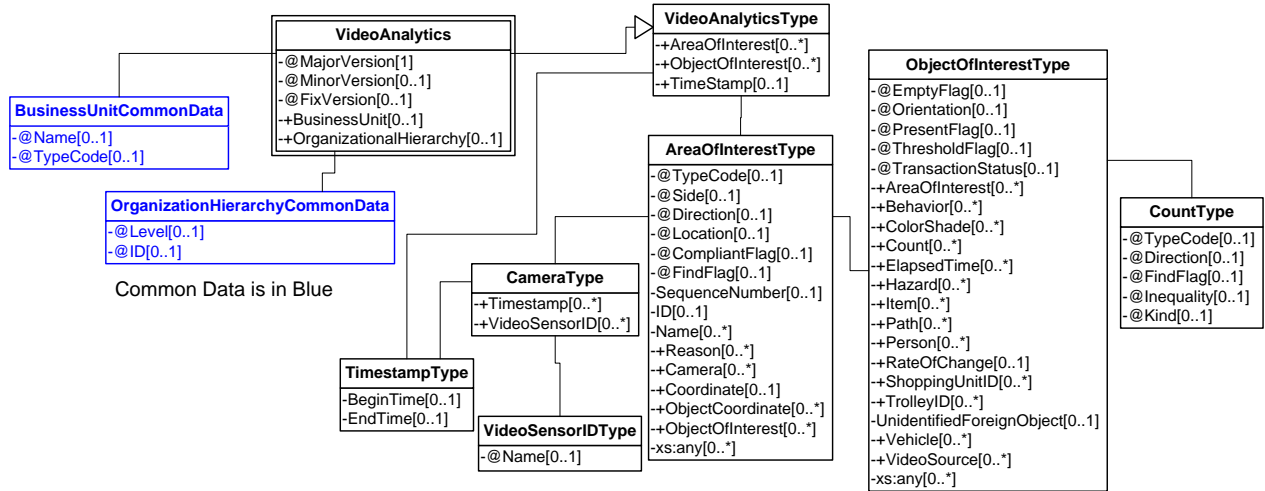 VideoAnalytics
-@MajorVersion[1]
-@MinorVersion[0..1]
-@FixVersion[0..1]
-+BusinessUnit[0..1]
-+OrganizationalHierarchy[0..1]
VideoAnalyticsType
-+AreaOfInterest[0..*]
-+ObjectOfInterest[0..*]
-+TimeStamp[0..1]
BusinessUnitCommonData
-@Name[0..1]
-@TypeCode[0..1]
OrganizationHierarchyCommonData
-@Level[0..1]
-@ID[0..1]
Common Data is in Blue
ObjectOfInterestType
-@EmptyFlag[0..1]
-@Orientation[0..1]
-@PresentFlag[0..1]
-@ThresholdFlag[0..1]
-@TransactionStatus[0..1]
-+AreaOfInterest[0..*]
-+Behavior[0..*]
-+ColorShade[0..*]
-+Count[0..*]
-+ElapsedTime[0..*]
-+Hazard[0..*]
-+Item[0..*]
-+Path[0..*]
-+Person[0..*]
-+RateOfChange[0..1]
-+ShoppingUnitID[0..*]
-+TrolleyID[0..*]
-UnidentifiedForeignObject[0..1]
-+Vehicle[0..*]
-+VideoSource[0..*]
-xs:any[0..*]
AreaOfInterestType
-@TypeCode[0..1]
-@Side[0..1]
-@Direction[0..1]
-@Location[0..1]
-@CompliantFlag[0..1]
-@FindFlag[0..1]
-SequenceNumber[0..1]
-ID[0..1]
-Name[0..*]
-+Reason[0..*]
-+Camera[0..*]
-+Coordinate[0..1]
-+ObjectCoordinate[0..*]
-+ObjectOfInterest[0..*]
-xs:any[0..*]
CountType
-@TypeCode[0..1]
-@Direction[0..1]
-@FindFlag[0..1]
-@Inequality[0..1]
-@Kind[0..1]
CameraType
-+Timestamp[0..*]
-+VideoSensorID[0..*]
TimestampType
-BeginTime[0..1]
-EndTime[0..1]
VideoSensorIDType
-@Name[0..1]